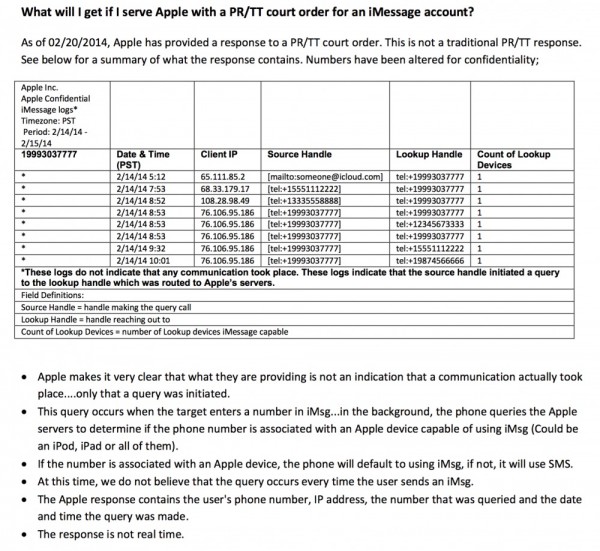 What will I get if I serve Apple with a PR/TT court order for an iMessage account?
As of 02/20/2014, Apple has provided a response to a PR/TT court order. This is not a traditional PR/TT response.
See below for a summary of what the response contains. Numbers have been altered for confidentiality;
Apple Inc.
Apple Confidential
iMessage logs*
Timezone: PST
Period: 2/14/14 -
2/15/14
19993037777 Date & Time (PST) Client IP Source Handle Lookup Handle Count of Lookup Devices
* 2/14/14 5:12 65.111.85.2 [mailto:someone@icloud.com] tel:+19993037777 1
* 2/14/14 7:53 68.33.179.17 [tel:+15551112222] tel:+19993037777 1
* 2/14/14 8:52 108.28.98.49 [tel:+13335558888] tel:+19993037777 1
* 2/14/14 8:53 76.106.95.186 [tel:+19993037777] tel:+19993037777 1
* 2/14/14 8:53 76.106.95.186 [tel:+19993037777] tel:+12345673333 1
* 2/14/14 8:53 76.106.95.186 [tel:+19993037777] tel:+19993037777 1
* 2/14/14 9:32 76.106.95.186 [tel:+19993037777] tel:+15551112222 1
* 2/14/14 10:01 76.106.95.186 [tel:+19993037777] tel:+19874566666 1
*These logs do not indicate that any communication took place. These logs indicate that the source handle initiated a query
to the lookup handle which was routed to Apple's servers.
Field Definitions:
Source Handle = handle making the query call
Lookup Handle = handle reaching out to
Count of Lookup Devices = number of Lookup devices iMessage capable
• Apple makes it very clear that what they are providing is not an indication that a communication actually took
place....only that a query was initiated.
• This query occurs when the target enters a number in iMsg...in the background, the phone queries the Apple
servers to determine if the phone number is associated with an Apple device capable of using iMsg (Could be
an iPod, iPad or all of them).
• If the number is associated with an Apple device, the phone will default to using iMsg, if not, it will use SMS.
• At this time, we do not believe that the query occurs every time the user sends an iMsg.
• The Apple response contains the user's phone number, IP address, the number that was queried and the date
and time the query was made.
• The response is not real time.